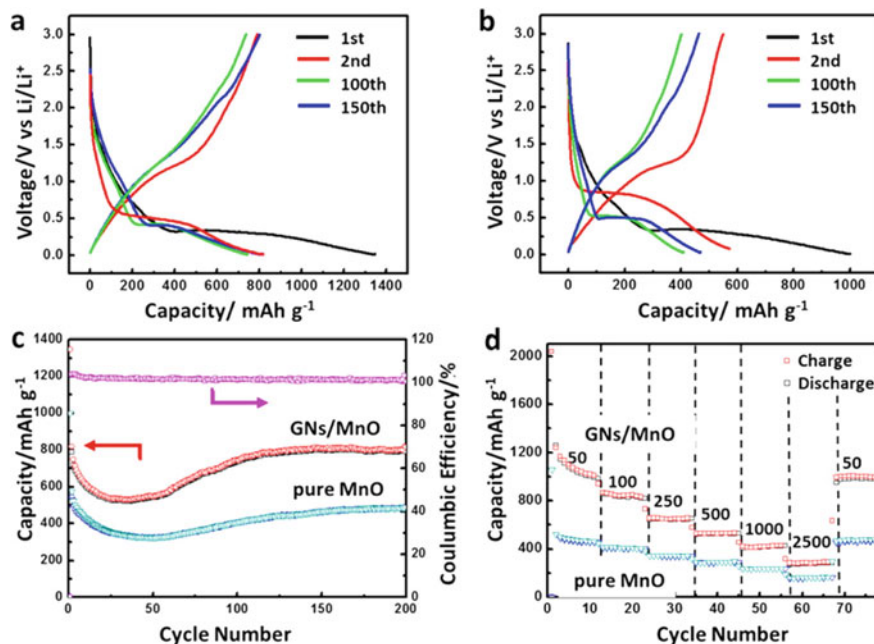 a
1st
2nd
100th
150th
3.0
2.5
2.0
1.5
1.0
0.5
0.0
Voltage/V vs Li/Li⁺
0 200 400 600 800 1000 1200 1400
Capacity/ mAh g⁻¹
b
1st
2nd
100th
150th
3.0
2.5
2.0
1.5
1.0
0.5
0.0
Voltage/V vs Li/Li⁺
0 200 400 600 800 1000
Capacity/ mAh g⁻¹
c
1400
1200
1000
800
600
400
200
0
Capacity/mAh g⁻¹
GNs/MnO
pure MnO
120
100
80
60
40
20
0
Coulumbic Efficiency/%
0 50 100 150 200
Cycle Number
d
Charge
Discharge
2000
1600
1200
800
400
0
Capacity/mAh g⁻¹
GNs/MnO
50
100
250
500
1000
2500
50
pure MnO
0 10 20 30 40 50 60 70 80
Cycle Number